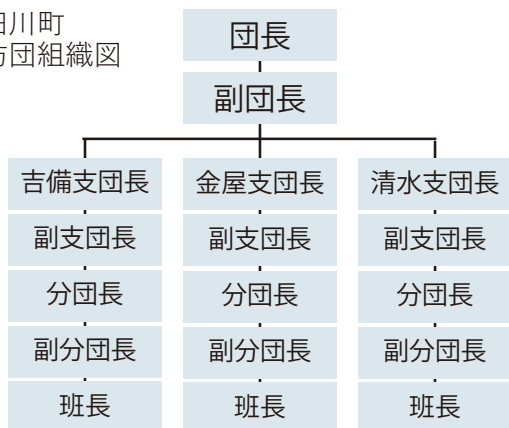 田川町
防団組織図
団長
副団長
吉備支団長
金屋支団長
清水支団長
副支団長
副支団長
副支団長
分団長
分団長
分団長
副分団長
副分団長
副分団長
班長
班長
班長